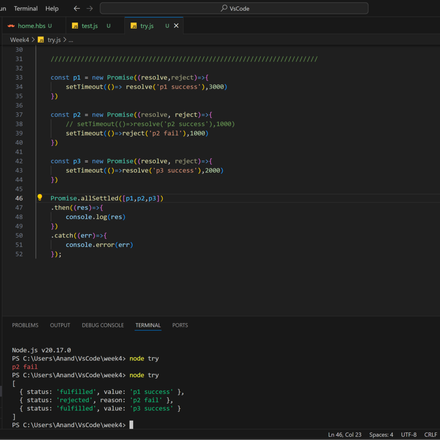 un Terminal Help VsCode
home.hbs U test.js U try.js U
Week4 > try.js > ...
30
31 ////////////////////////////////////////////////////////////////////////
32
33 const p1 = new Promise((resolve,reject)=>{
34 setTimeout(()=> resolve('p1 success'),3000)
35 })
36
37 const p2 = new Promise((resolve, reject)=>{
38 // setTimeout(()=>resolve('p2 success'),1000)
39 setTimeout(()=>reject('p2 fail'),1000)
40 })
41
42 const p3 = new Promise((resolve, reject)=>{
43 setTimeout(()=>resolve('p3 success'),2000)
44 })
45
46 Promise.allSettled([p1,p2,p3])
47 .then((res)=>{
48 console.log(res)
49 })
50 .catch((err)=>{
51 console.error(err)
52 });
PROBLEMS OUTPUT DEBUG CONSOLE TERMINAL PORTS
Node.js v20.17.0
PS C:\Users\Anand\VsCode\week4> node try
p2 fail
PS C:\Users\Anand\VsCode\week4> node try
[
{ status: 'fulfilled', value: 'p1 success' },
{ status: 'rejected', reason: 'p2 fail' },
{ status: 'fulfilled', value: 'p3 success' }
]
PS C:\Users\Anand\VsCode\week4>
Ln 46, Col 23 Spaces: 4 UTF-8 CRLF